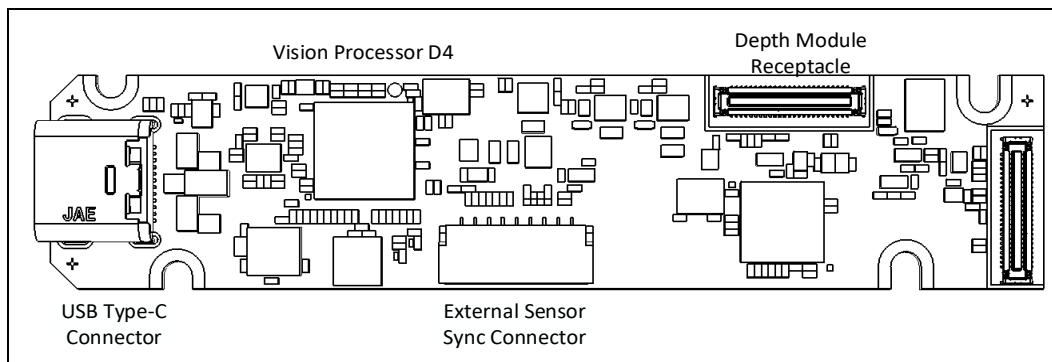 Vision Processor D4
Depth Module
Receptacle
JAE
USB Type-C
Connector
External Sensor
Sync Connector